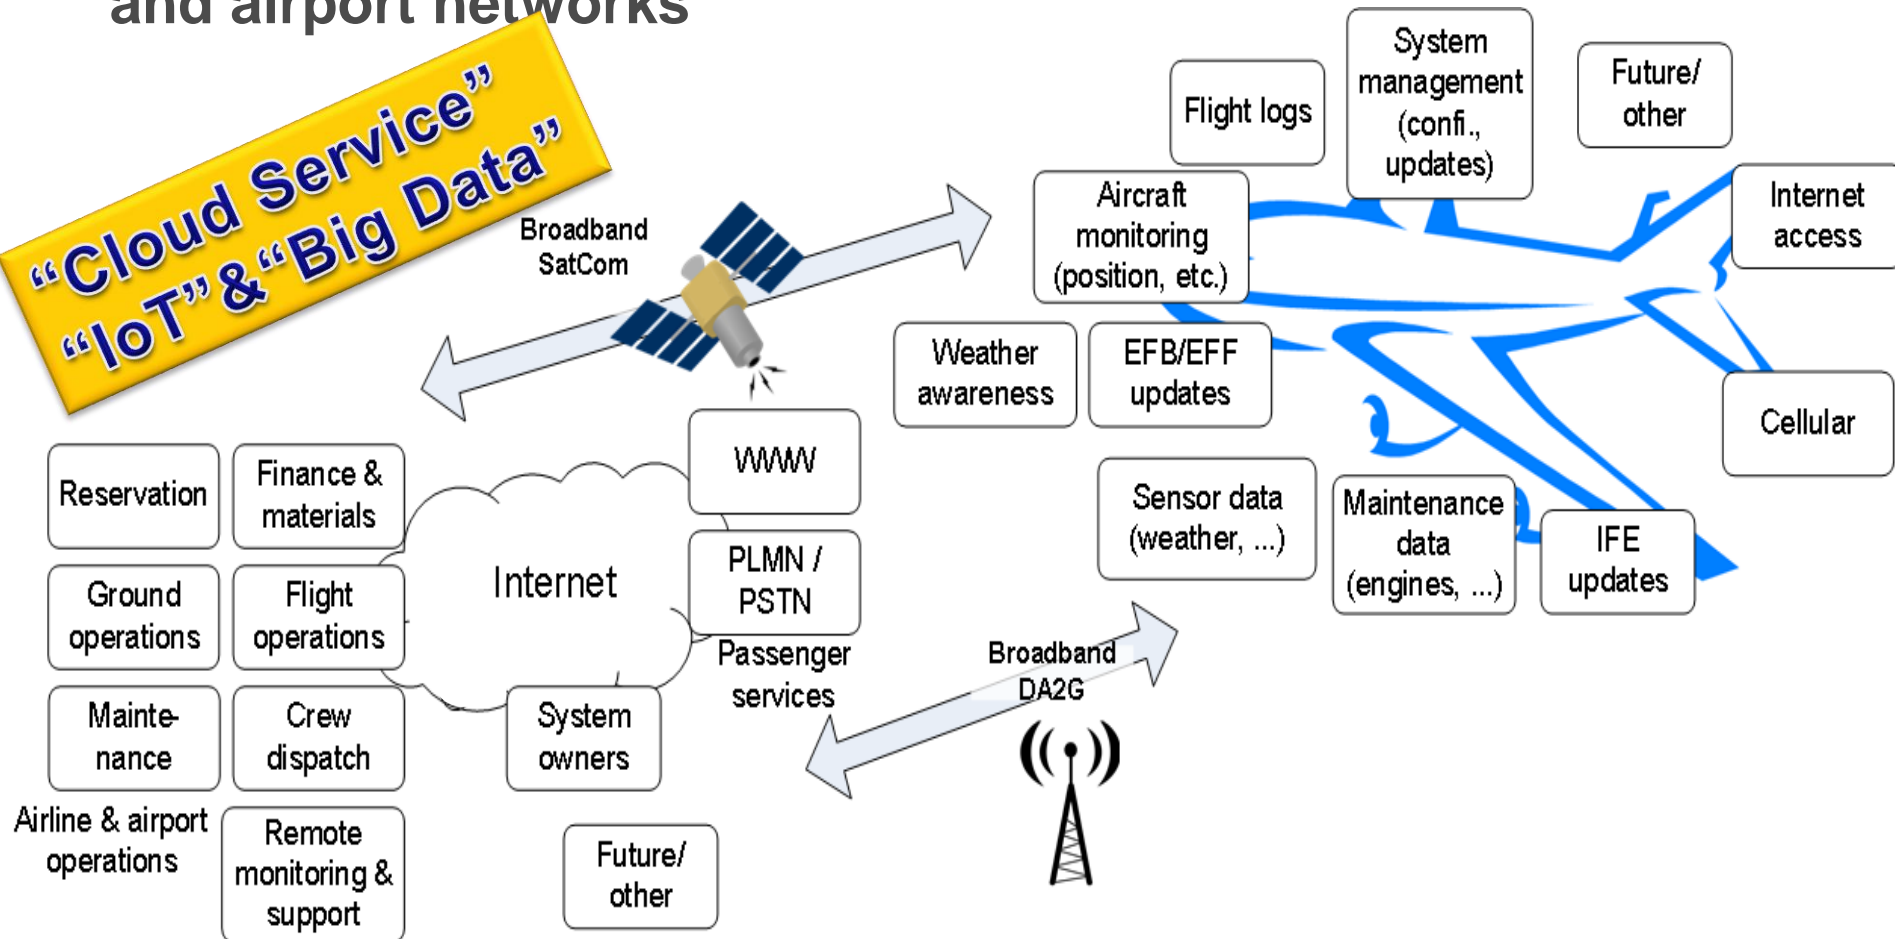 and airport networks
“Cloud Service”
“IoT”&“Big Data”
Broadband
SatCom
Flight logs
System
management
(confi.,
updates)
Future/
other
Aircraft
monitoring
(position, etc.)
Internet
access
Weather
awareness
EFB/EFF
updates
Cellular
Sensor data
(weather, ...)
Maintenance
data
(engines, ...)
IFE
updates
Reservation
Finance &
materials
Ground
operations
Flight
operations
Mainte-
nance
Crew
dispatch
Airline & airport
operations
Remote
monitoring &
support
Internet
WWW
PLMN /
PSTN
Passenger
services
System
owners
Future/
other
Broadband
DA2G